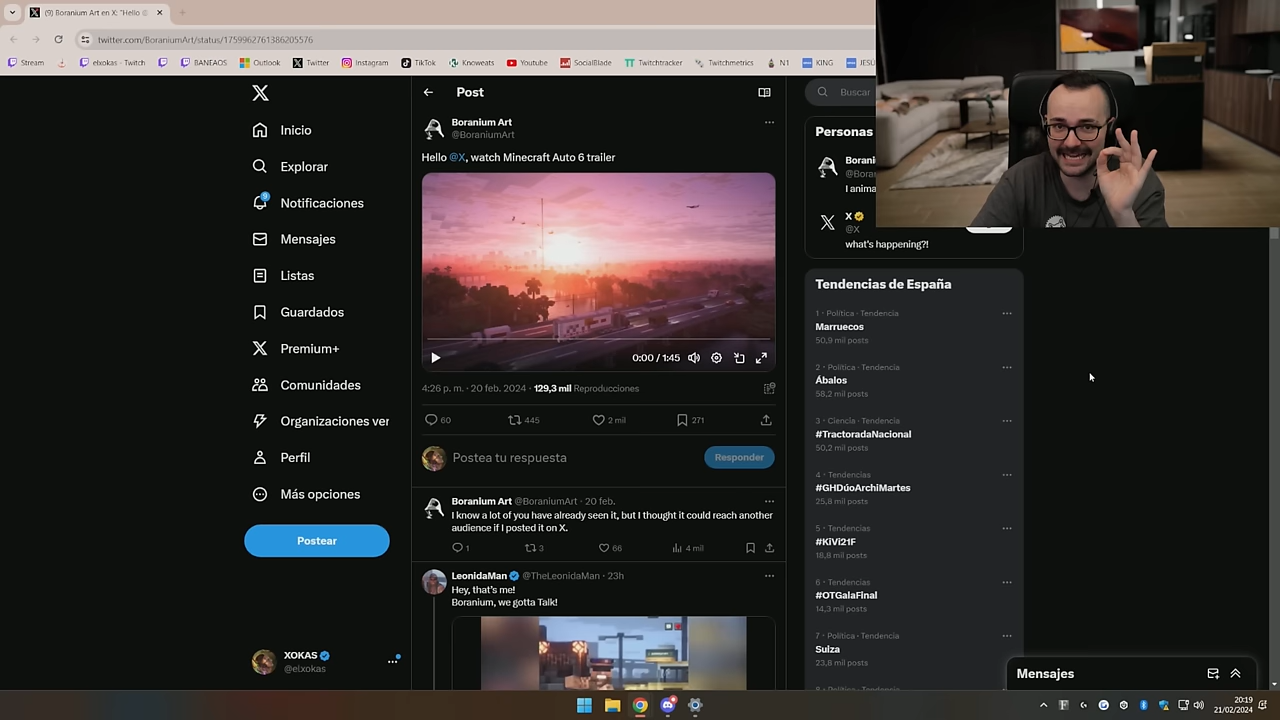 (9) Boranium Art en X: "Hello @
twitter.com/BoraniumArt/status/1759962761386205576
Stream
elxokas - Twitch
BANEAOS
Outlook
Twitter
Instagram
TikTok
Knoweats
Youtube
SocialBlade
Twitchtracker
Twitchmetrics
N1
KING
JESÚ
Inicio
Explorar
9
Notificaciones
Mensajes
Listas
Guardados
Premium+
Comunidades
Organizaciones ver
Perfil
Más opciones
Postear
XOKAS
@elxokas
Post
Boranium Art
@BoraniumArt
Hello @X, watch Minecraft Auto 6 trailer
0:00 / 1:45
4:26 p. m. · 20 feb. 2024 · 129,3 mil Reproducciones
60 445 2 mil 271
Postea tu respuesta
Responder
Boranium Art @BoraniumArt · 20 feb.
I know a lot of you have already seen it, but I thought it could reach another
audience if I posted it on X.
1 3 66 4 mil
LeonidaMan @TheLeonidaMan · 23h
Hey, that's me!
Boranium, we gotta Talk!
Buscar
Personas
Borani
@Bora
I anima
X
@X
what's happening?!
Tendencias de España
1 · Política · Tendencia
Marruecos
50,9 mil posts
2 · Política · Tendencia
Ábalos
58,2 mil posts
3 · Ciencia · Tendencia
#TractoradaNacional
50,2 mil posts
4 · Tendencias
#GHDúoArchiMartes
25,8 mil posts
5 · Tendencias
#KiVi21F
18,8 mil posts
6 · Tendencias
#OTGalaFinal
14,3 mil posts
7 · Política · Tendencia
Suiza
23,8 mil posts
Mensajes
20:19
21/02/2024